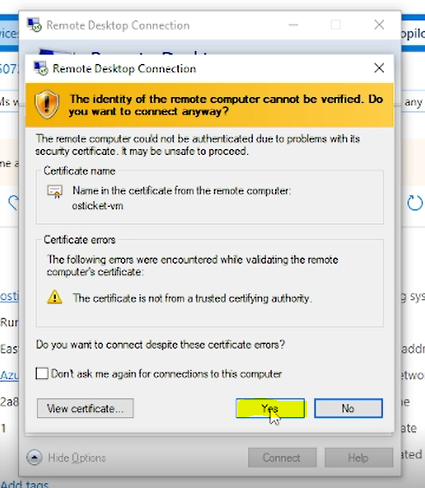 Remote Desktop Connection
Remote Desktop Connection
The identity of the remote computer cannot be verified. Do
you want to connect anyway?
The remote computer could not be authenticated due to problems with its
security certificate. It may be unsafe to proceed.
Certificate name
Name in the certificate from the remote computer:
osticket-vm
Certificate errors
The following errors were encountered while validating the remote
computer's certificate:
The certificate is not from a trusted certifying authority.
Do you want to connect despite these certificate errors?
Don't ask me again for connections to this computer
View certificate...
Yes
No
Hide Options
Connect
Help
Add tags